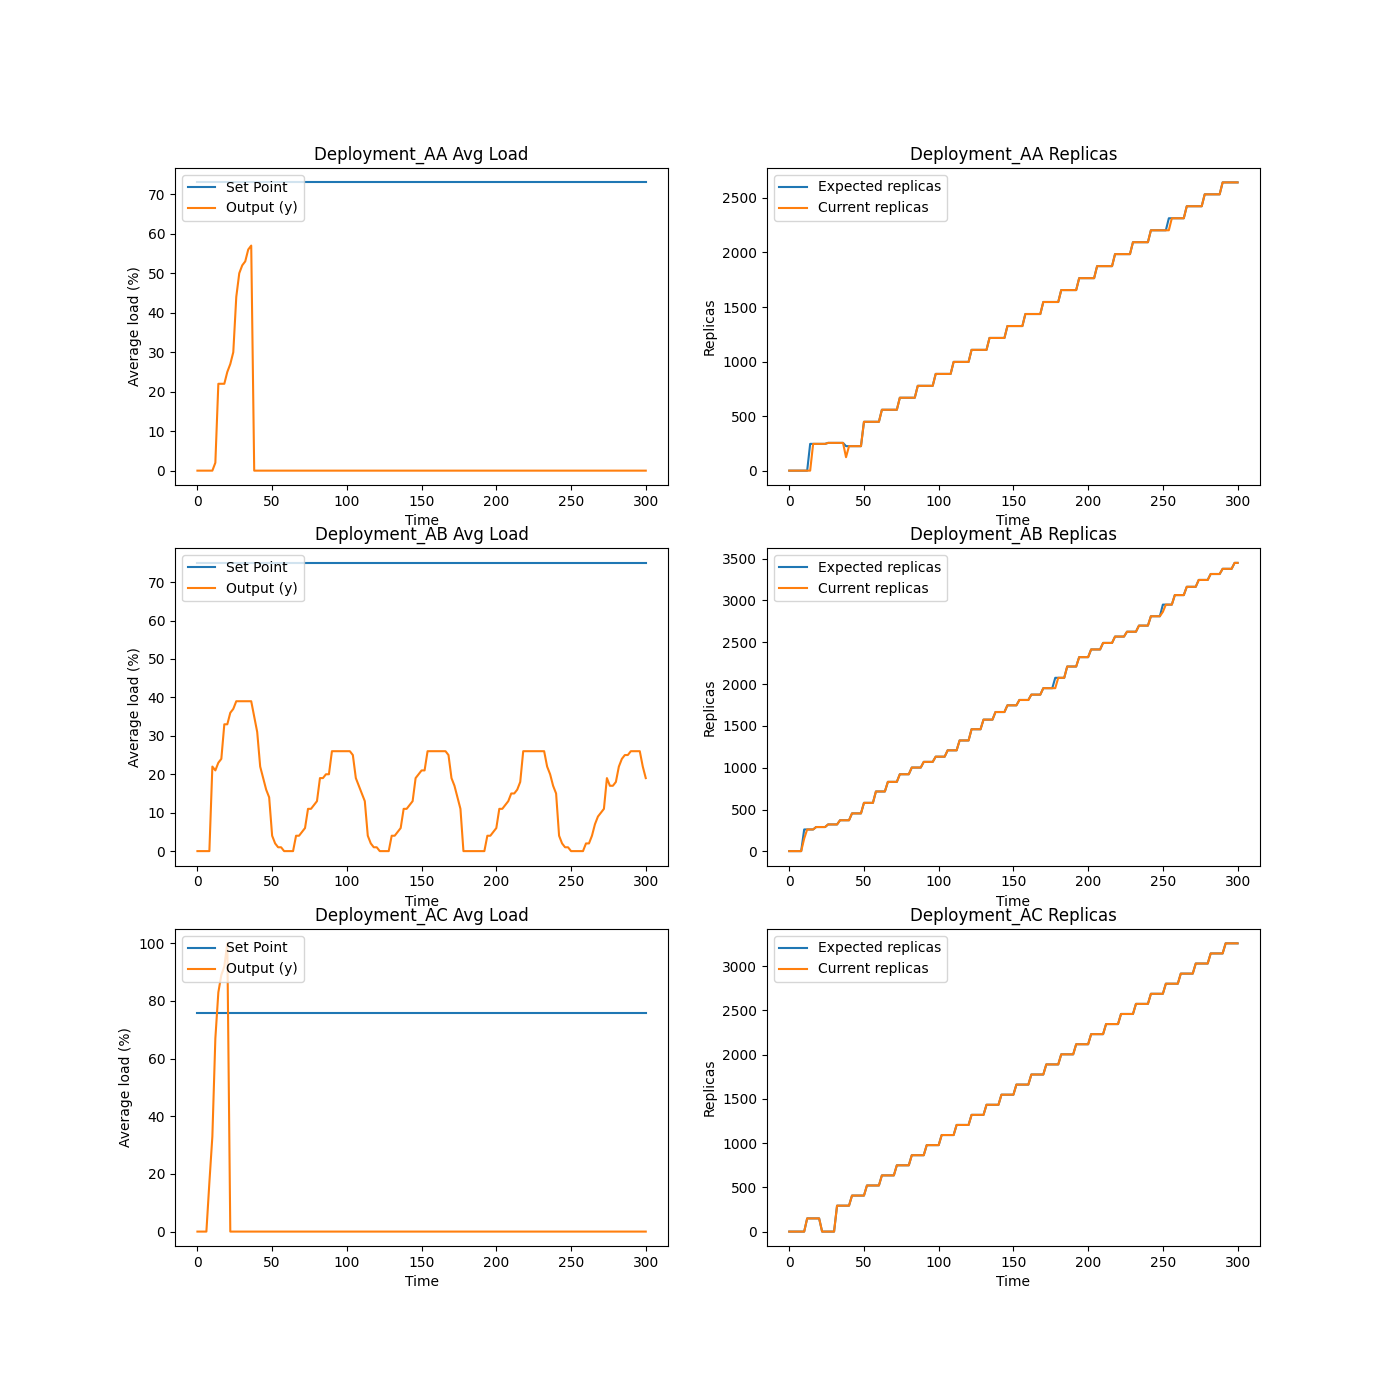 Deployment_AA Avg Load
Set Point
Output (y)
Average load (%)
70
60
50
40
30
20
10
0
0 50 100 150 200 250 300
Time
Deployment_AA Replicas
Expected replicas
Current replicas
Replicas
2500
2000
1500
1000
500
0
0 50 100 150 200 250 300
Time
Deployment_AB Avg Load
Set Point
Output (y)
Average load (%)
70
60
50
40
30
20
10
0
0 50 100 150 200 250 300
Time
Deployment_AB Replicas
Expected replicas
Current replicas
Replicas
3500
3000
2500
2000
1500
1000
500
0
0 50 100 150 200 250 300
Time
Deployment_AC Avg Load
Set Point
Output (y)
Average load (%)
100
80
60
40
20
0
0 50 100 150 200 250 300
Time
Deployment_AC Replicas
Expected replicas
Current replicas
Replicas
3000
2500
2000
1500
1000
500
0
0 50 100 150 200 250 300
Time